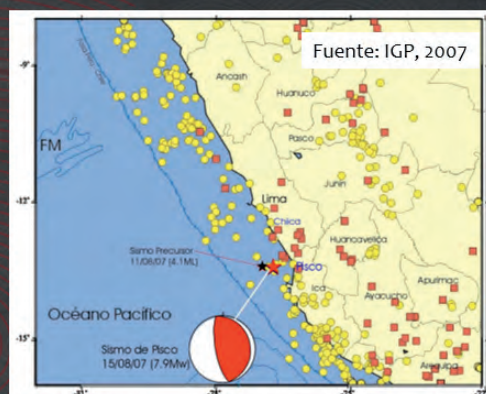 Fuente: IGP, 2007
-9°
Ancash
Huanuco
FM
Pasco
Junin
-12°
Lima
Chilca
Huancavelica
Sismo Precursor
11/08/07 (4.1ML)
Pisco
Apurimac
Ica
Ayacucho
Océano Pacífico
-15°
Sismo de Pisco
15/08/07 (7.9Mw)
Arequipa